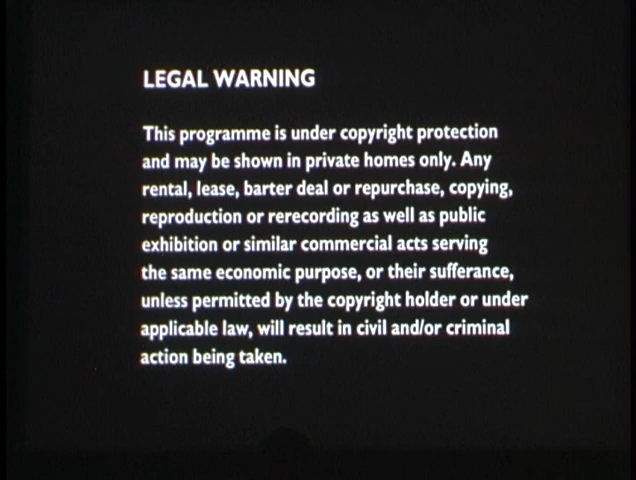 LEGAL WARNING
This programme is under copyright protection
and may be shown in private homes only. Any
rental, lease, barter deal or repurchase, copying,
reproduction or rerecording as well as public
exhibition or similar commercial acts serving
the same economic purpose, or their sufferance,
unless permitted by the copyright holder or under
applicable law, will result in civil and/or criminal
action being taken.